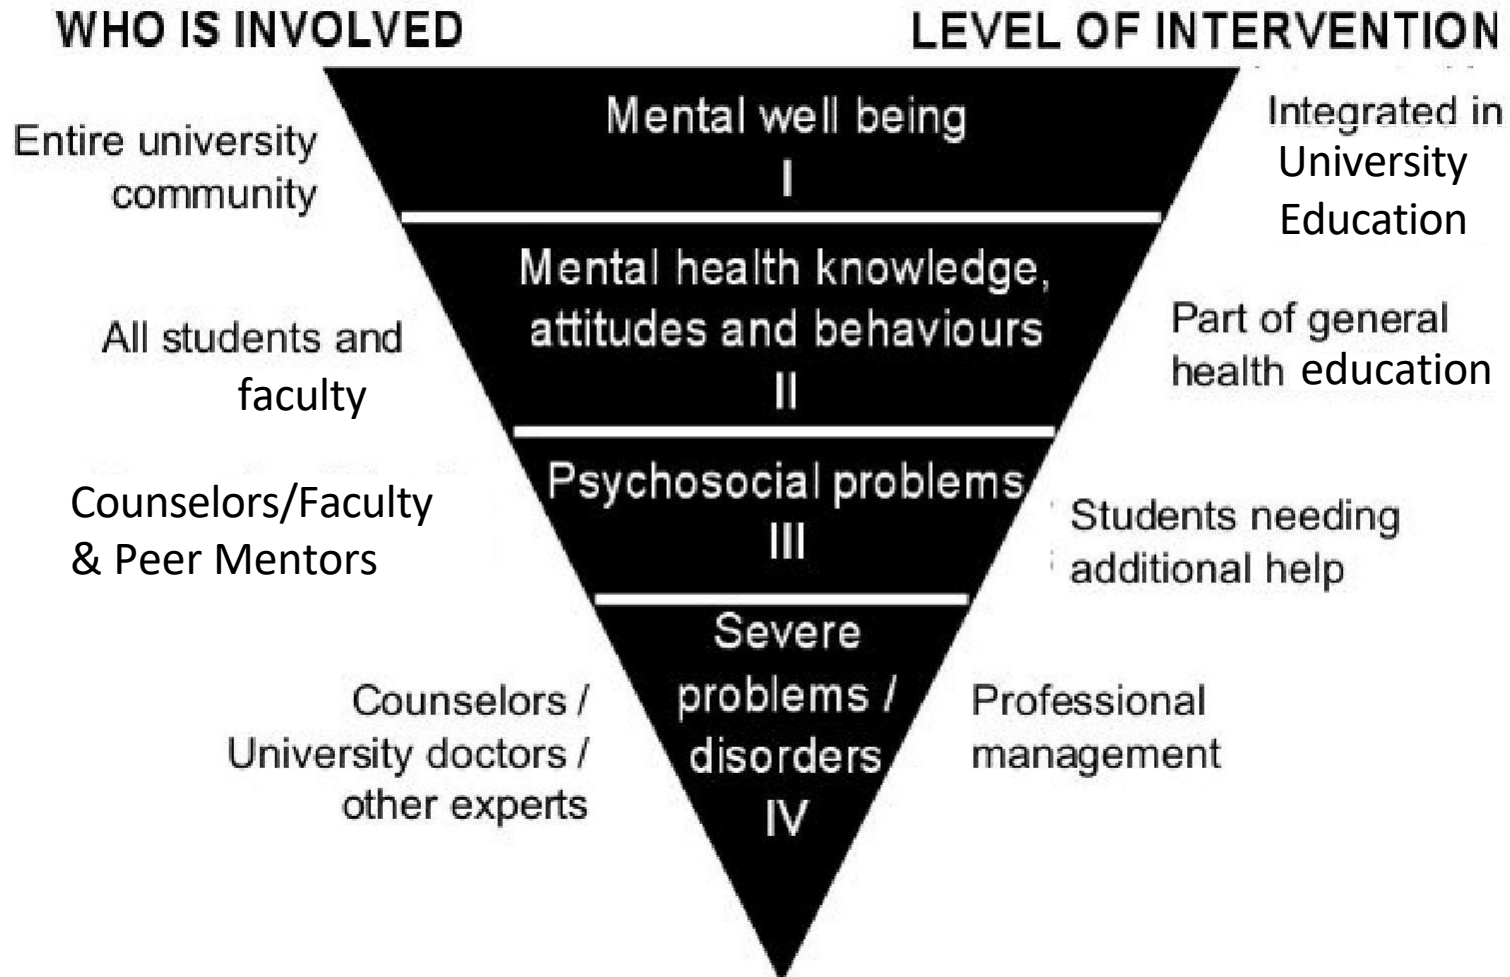 WHO IS INVOLVED
LEVEL OF INTERVENTION
Entire university
community
Mental well being
I
Integrated in
University
Education
All students and
faculty
Mental health knowledge,
attitudes and behaviours
II
Part of general
health education
Counselors/Faculty
& Peer Mentors
Psychosocial problems
III
Students needing
additional help
Counselors /
University doctors /
other experts
Severe
problems /
disorders
IV
Professional
management